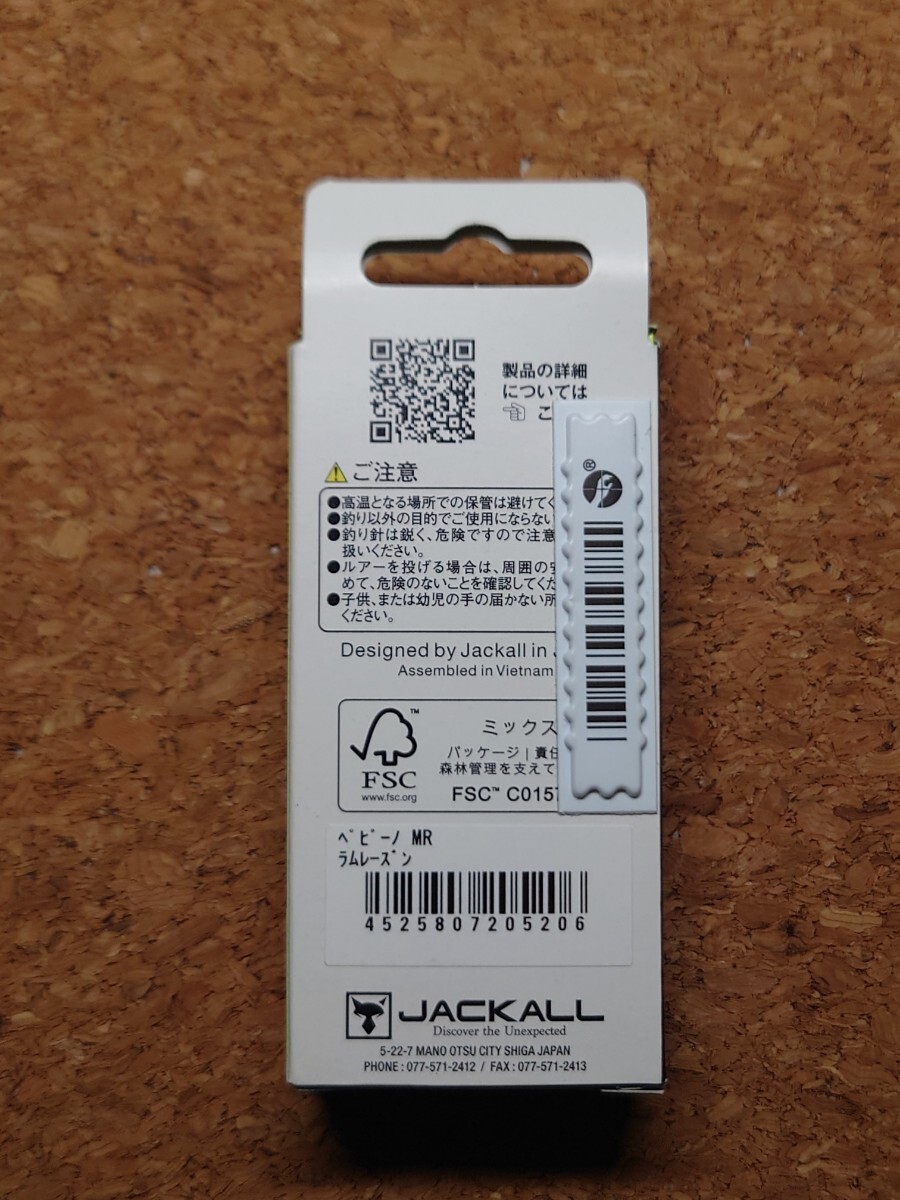 製品の詳細
については
☜ こ
⚠ご注意
●高温となる場所での保管は避けてく
●釣り以外の目的でご使用にならない
●釣り針は鋭く、危険ですので注意
扱いください。
●ルアーを投げる場合は、周囲の安
めて、危険のないことを確認してくだ
●子供、または幼児の手の届かない所
ください。
Designed by Jackall in J
Assembled in Vietnam
FSC
™
www.fsc.org
ミックス
パッケージ | 責任
森林管理を支えて
FSC™ C0157
ﾍﾞﾋﾟｰﾉ MR
ﾗﾑﾚｰｽﾞﾝ
4525807205206
JACKALL
Discover the Unexpected
5-22-7 MANO OTSU CITY SHIGA JAPAN
PHONE : 077-571-2412 / FAX : 077-571-2413
®